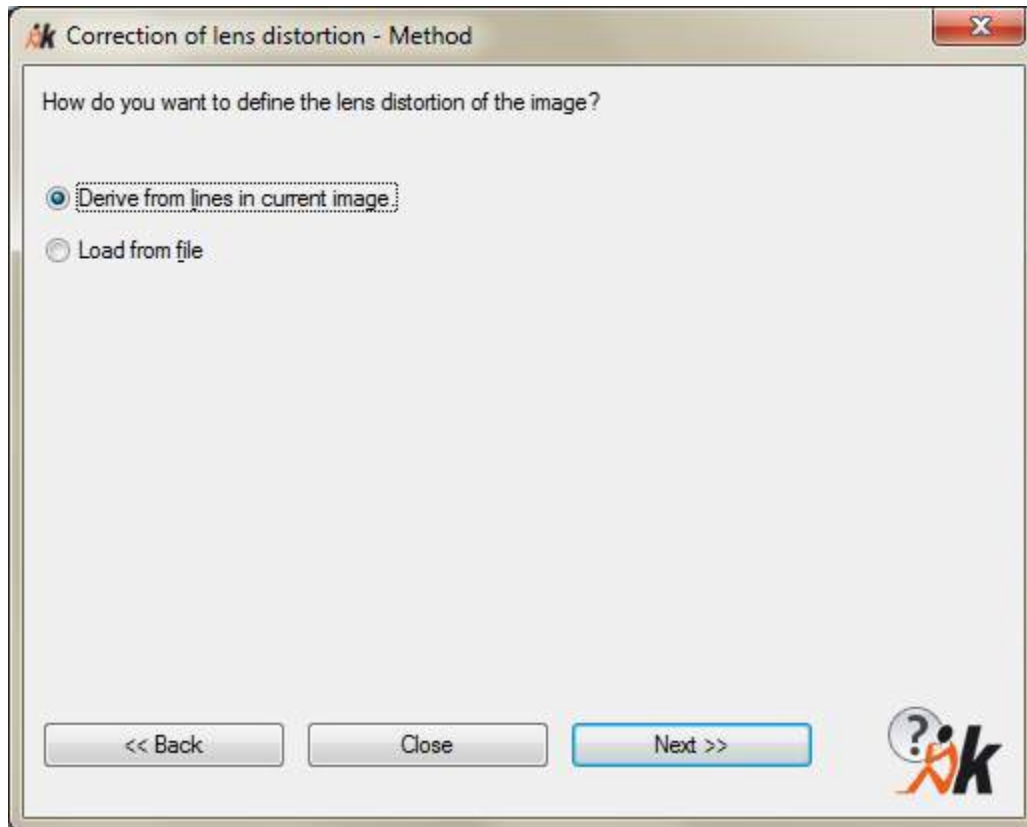 Correction of lens distortion - Method
How do you want to define the lens distortion of the image?
Derive from lines in current image.
Load from file
<< Back
Close
Next >>
?
k